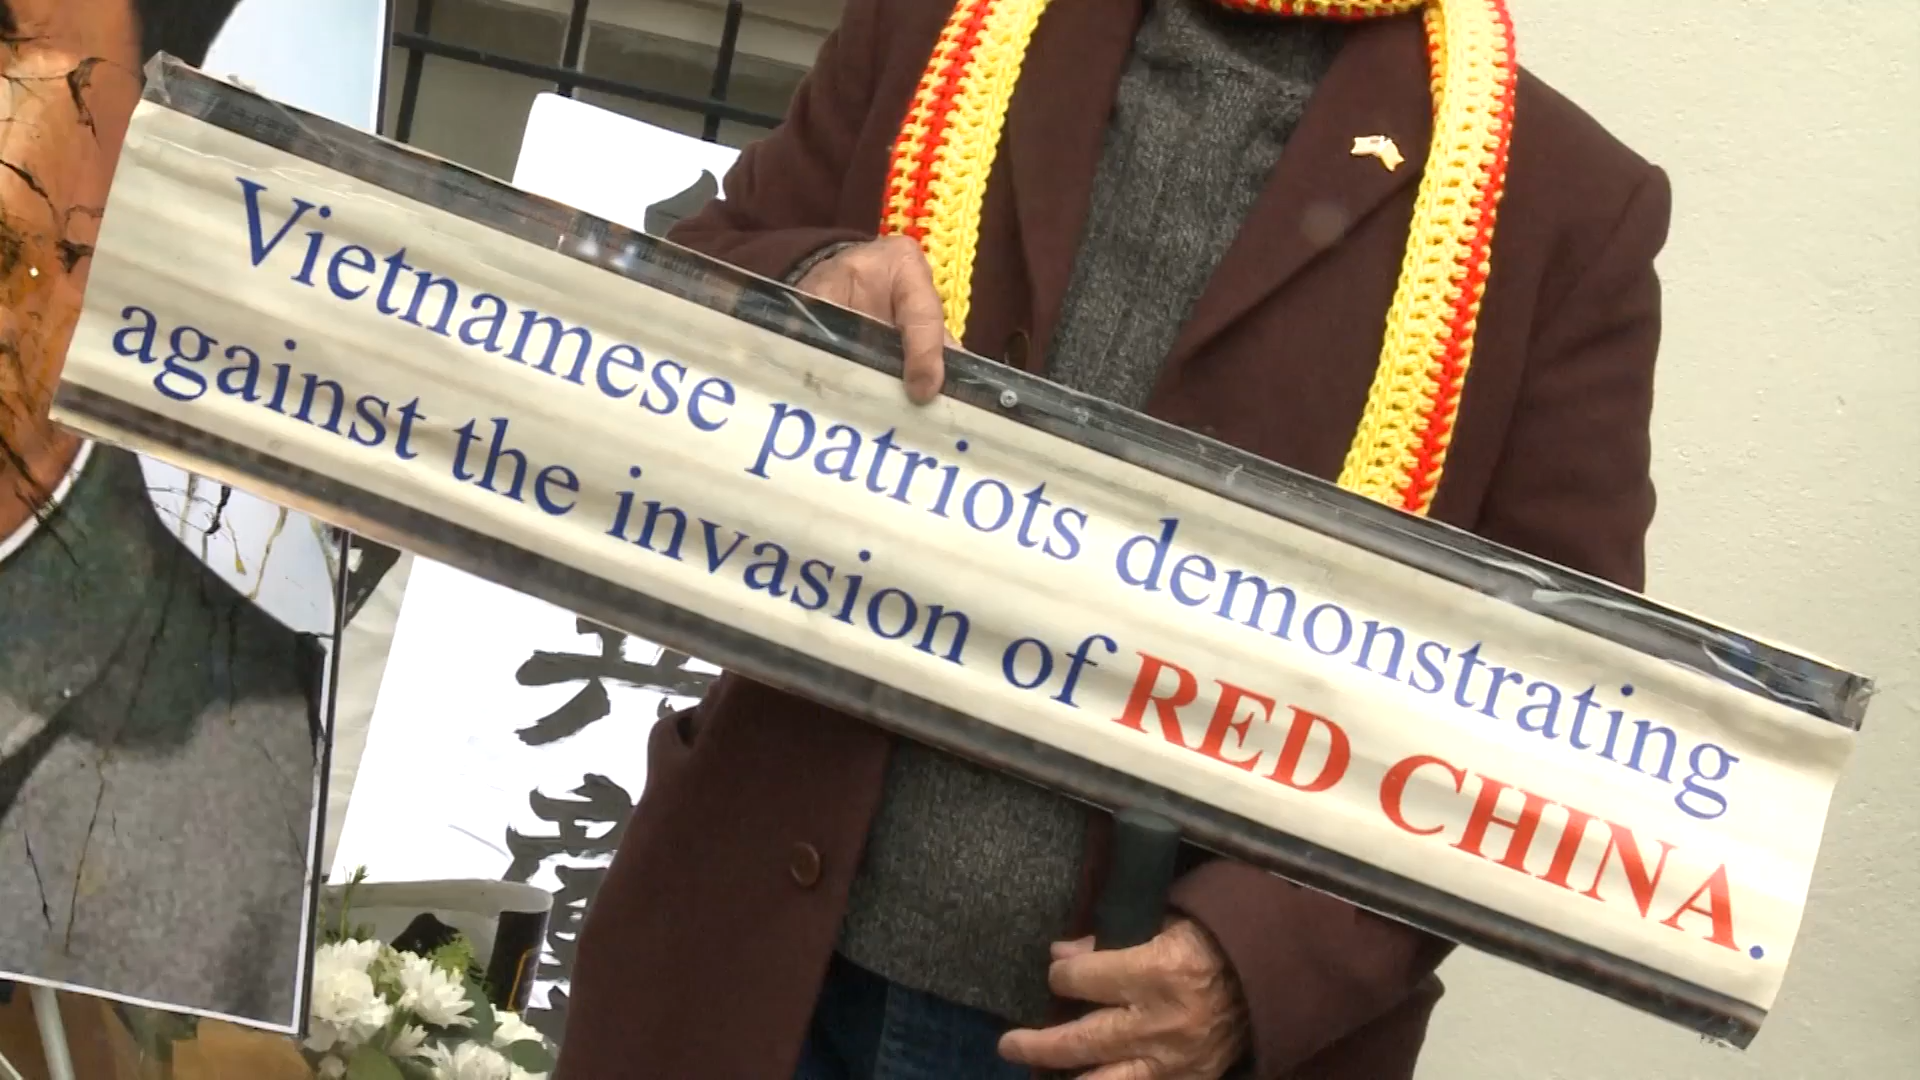 Vietnamese patriots demonstrating
against the invasion of RED CHINA.